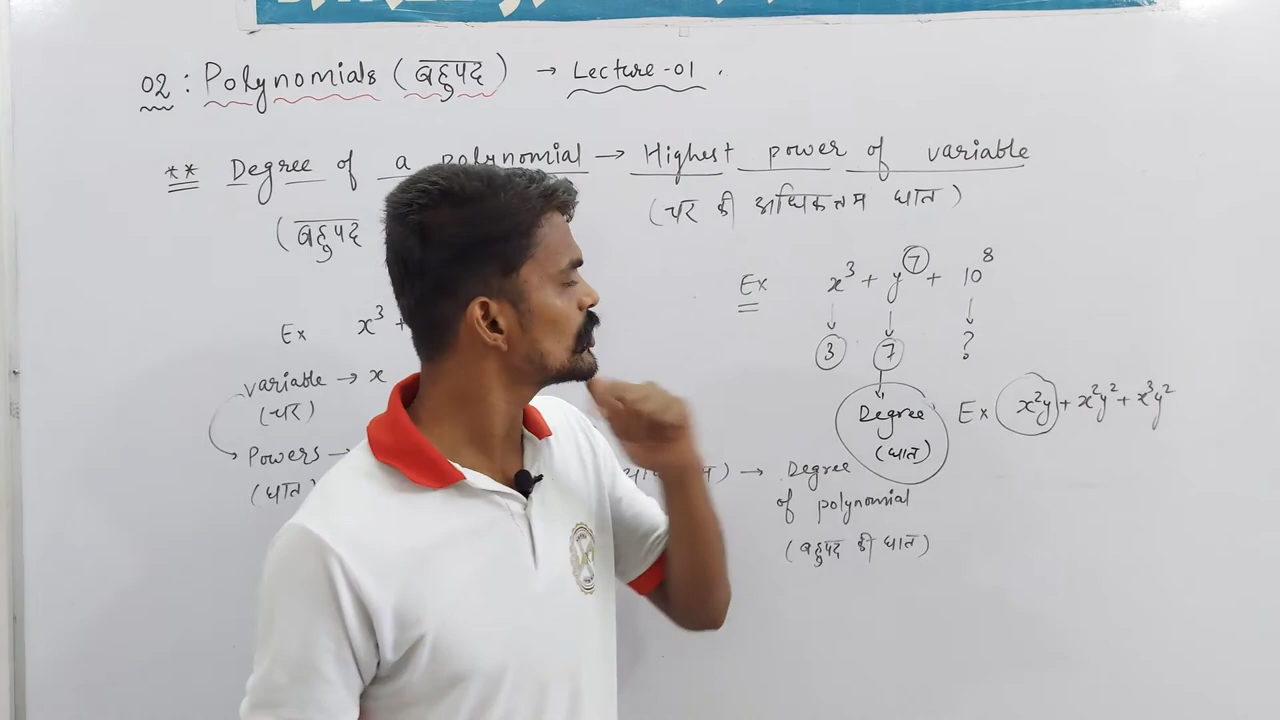 02 : Polynomials (बहुपद) → Lecture-01 .
** Degree of a polynomial → Highest power of variable
(बहुपद
(चर की अधिकतम घात)
Ex x³ + y⁷ + 10⁸
3 7 ?
Degree
(घात)
Ex x³ +
variable → x
(चर)
Powers →
(घात)
Ex x²y + x²y² + x³y²
) → Degree
of polynomial
(बहुपद की घात)